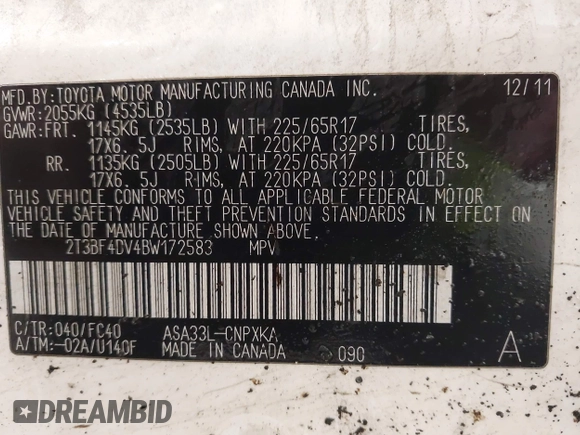 MFD.BY:TOYOTA MOTOR MANUFACTURING CANADA INC. 12/11
GVWR:2055KG (4535LB)
GAWR:FRT. 1145KG (2535LB) WITH 225/65R17 TIRES,
17X6.5J RIMS, AT 220KPA (32PSI) COLD.
RR. 1135KG (2505LB) WITH 225/65R17 TIRES,
17X6.5J RIMS, AT 220KPA (32PSI) COLD.
THIS VEHICLE CONFORMS TO ALL APPLICABLE FEDERAL MOTOR
VEHICLE SAFETY AND THEFT PREVENTION STANDARDS IN EFFECT
ON THE DATE OF MANUFACTURE SHOWN ABOVE.
2T3BF4DV4BW172583 MPV
C/TR:040/FC40 ASA33L-CNPXKA
A/TM:-02A/U140F MADE IN CANADA 090 A
DREAMBID